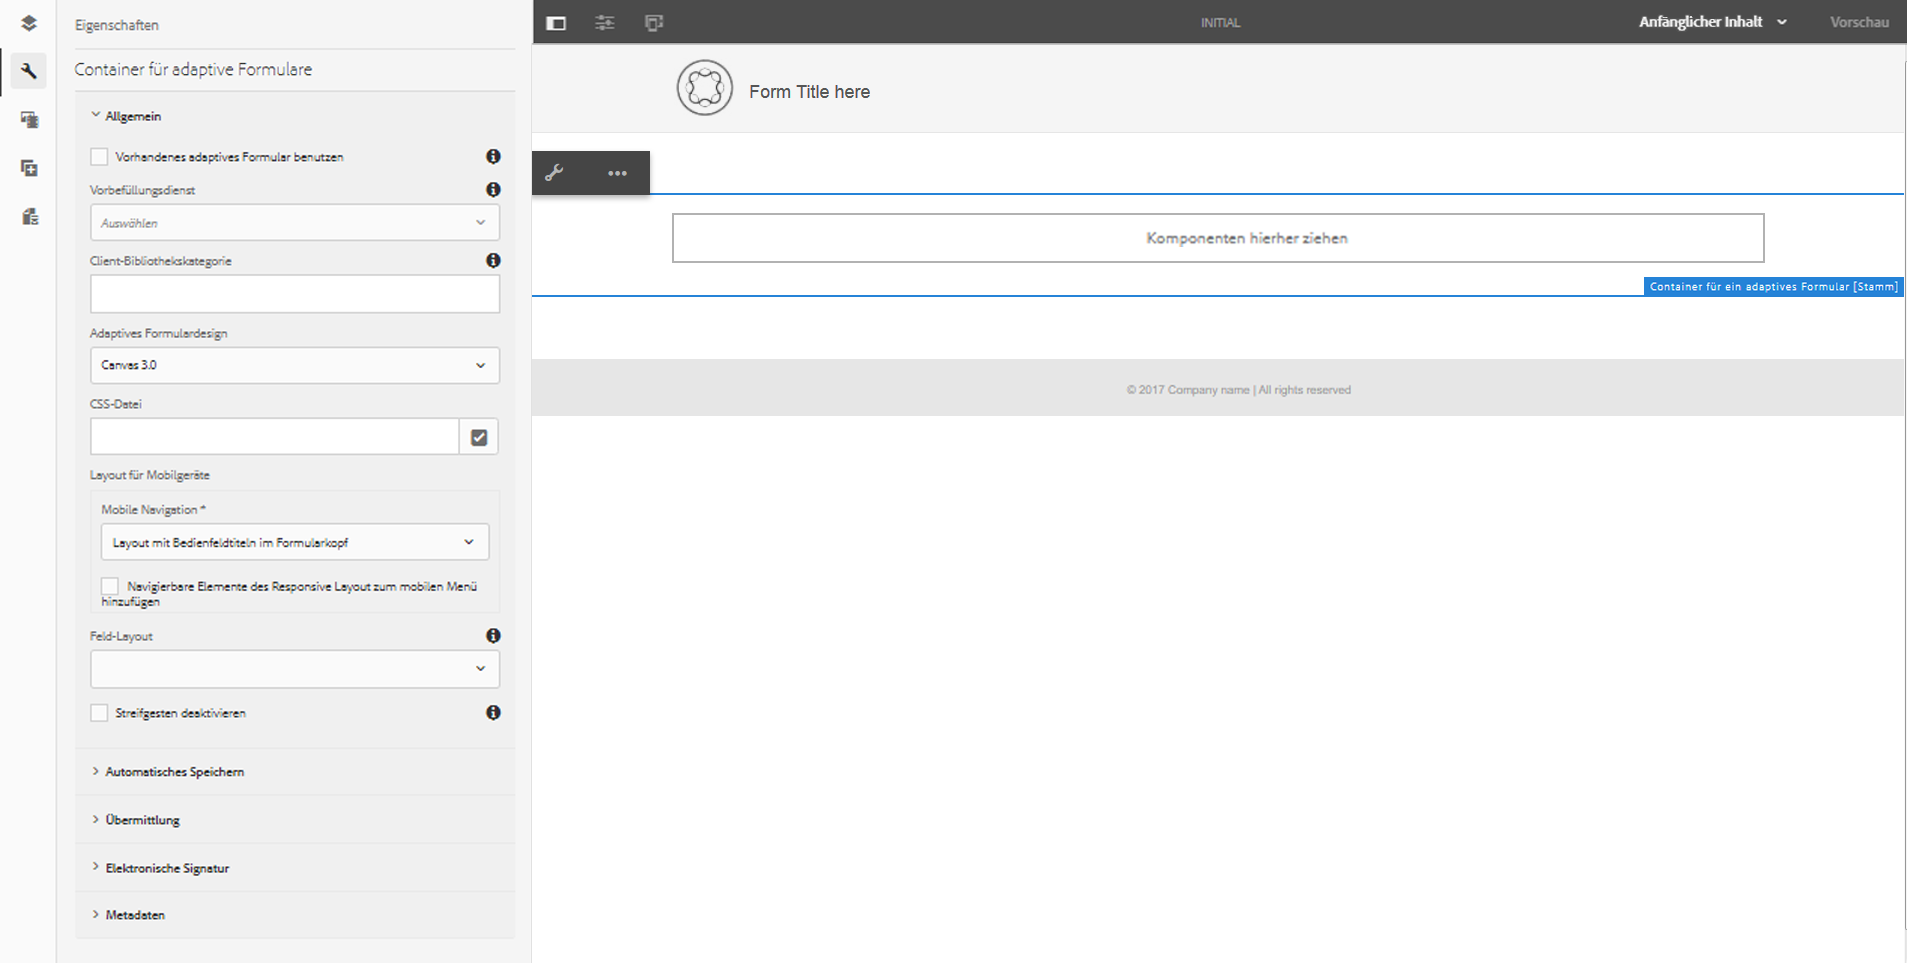 Eigenschaften
Container für adaptive Formulare
Allgemein
Vorhandenes adaptives Formular benutzen
Vorbefüllungsdienst
Auswählen
Client-Bibliothekskategorie
Adaptives Formulardesign
Canvas 3.0
CSS-Datei
Layout für Mobilgeräte
Mobile Navigation *
Layout mit Bedienfeldtiteln im Formularkopf
Navigierbare Elemente des Responsive Layout zum mobilen Menü
hinzufügen
Feld-Layout
Streifgesten deaktivieren
Automatisches Speichern
Übermittlung
Elektronische Signatur
Metadaten
INITIAL
Anfänglicher Inhalt
Vorschau
Form Title here
Komponenten hierher ziehen
Container für ein adaptives Formular [Stamm]
© 2017 Company name | All rights reserved